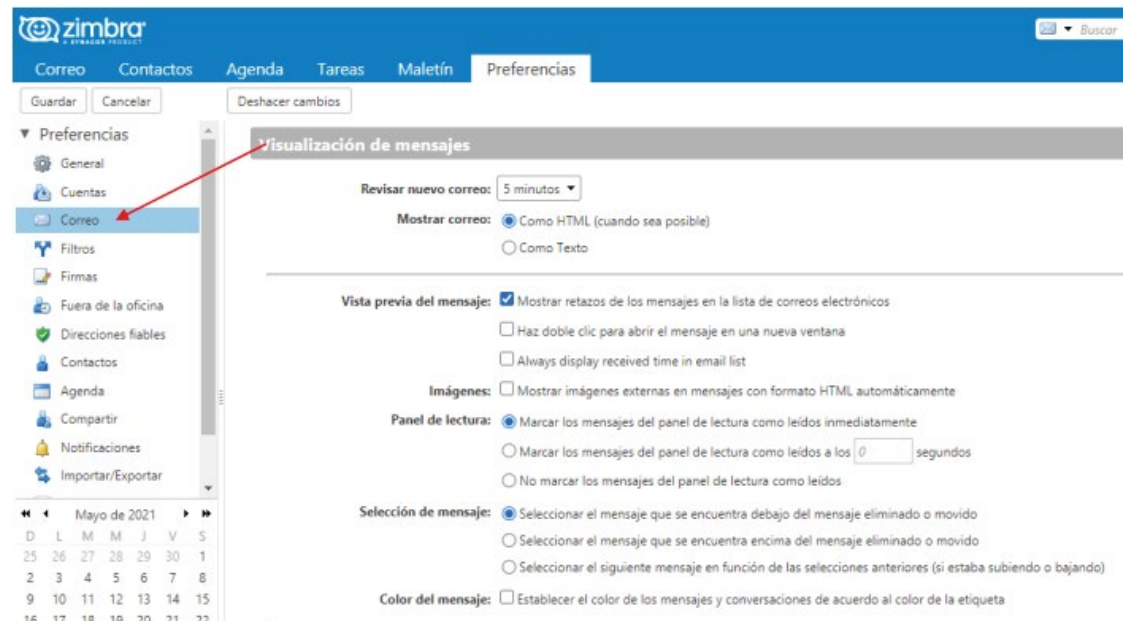 zimbra
A SYNACOR PRODUCT
Buscar
Correo Contactos Agenda Tareas Maletín Preferencias
Guardar Cancelar Deshacer cambios
Preferencias
General
Cuentas
Correo
Filtros
Firmas
Fuera de la oficina
Direcciones fiables
Contactos
Agenda
Compartir
Notificaciones
Importar/Exportar
Mayo de 2021
D L M M J V S
25 26 27 28 29 30 1
2 3 4 5 6 7 8
9 10 11 12 13 14 15
16 17 18 19 20 21 22
Visualización de mensajes
Revisar nuevo correo: 5 minutos
Mostrar correo: Como HTML (cuando sea posible)
Como Texto
Vista previa del mensaje: Mostrar retazos de los mensajes en la lista de correos electrónicos
Haz doble clic para abrir el mensaje en una nueva ventana
Always display received time in email list
Imágenes: Mostrar imágenes externas en mensajes con formato HTML automáticamente
Panel de lectura: Marcar los mensajes del panel de lectura como leídos inmediatamente
Marcar los mensajes del panel de lectura como leídos a los 0 segundos
No marcar los mensajes del panel de lectura como leídos
Selección de mensaje: Seleccionar el mensaje que se encuentra debajo del mensaje eliminado o movido
Seleccionar el mensaje que se encuentra encima del mensaje eliminado o movido
Seleccionar el siguiente mensaje en función de las selecciones anteriores (si estaba subiendo o bajando)
Color del mensaje: Establecer el color de los mensajes y conversaciones de acuerdo al color de la etiqueta